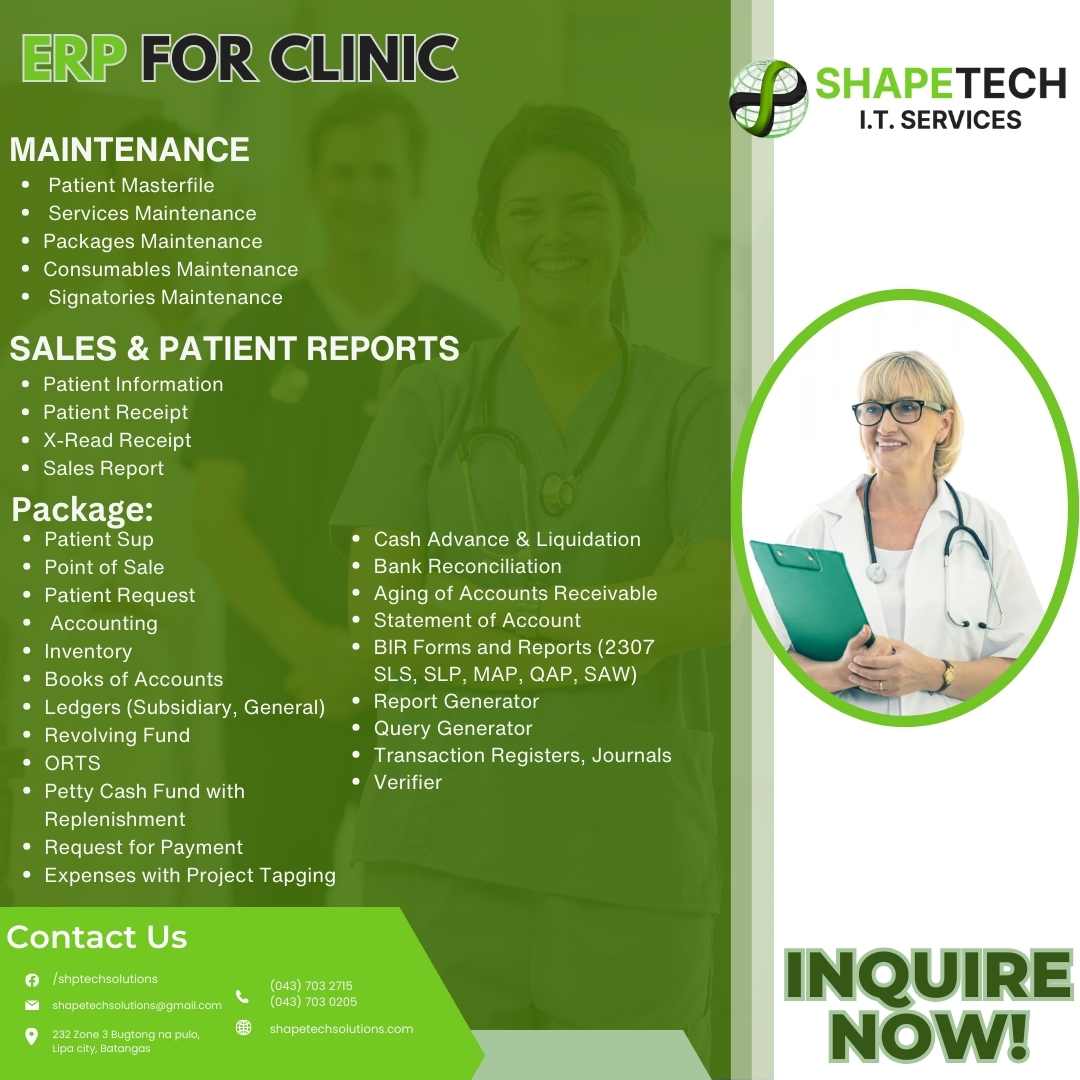 ERP FOR CLINIC
SHAPETECH
I.T. SERVICES
MAINTENANCE
Patient Masterfile
Services Maintenance
Packages Maintenance
Consumables Maintenance
Signatories Maintenance
SALES & PATIENT REPORTS
Patient Information
Patient Receipt
X-Read Receipt
Sales Report
Package:
Patient Sup
Point of Sale
Patient Request
Accounting
Inventory
Books of Accounts
Ledgers (Subsidiary, General)
Revolving Fund
ORTS
Petty Cash Fund with
Replenishment
Request for Payment
Expenses with Project Tapging
Cash Advance & Liquidation
Bank Reconciliation
Aging of Accounts Receivable
Statement of Account
BIR Forms and Reports (2307
SLS, SLP, MAP, QAP, SAW)
Report Generator
Query Generator
Transaction Registers, Journals
Verifier
Contact Us
/shptechsolutions
shapetechsolutions@gmail.com
232 Zone 3 Bugtong na pulo,
Lipa city, Batangas
(043) 703 2715
(043) 703 0205
shapetechsolutions.com
INQUIRE
NOW!